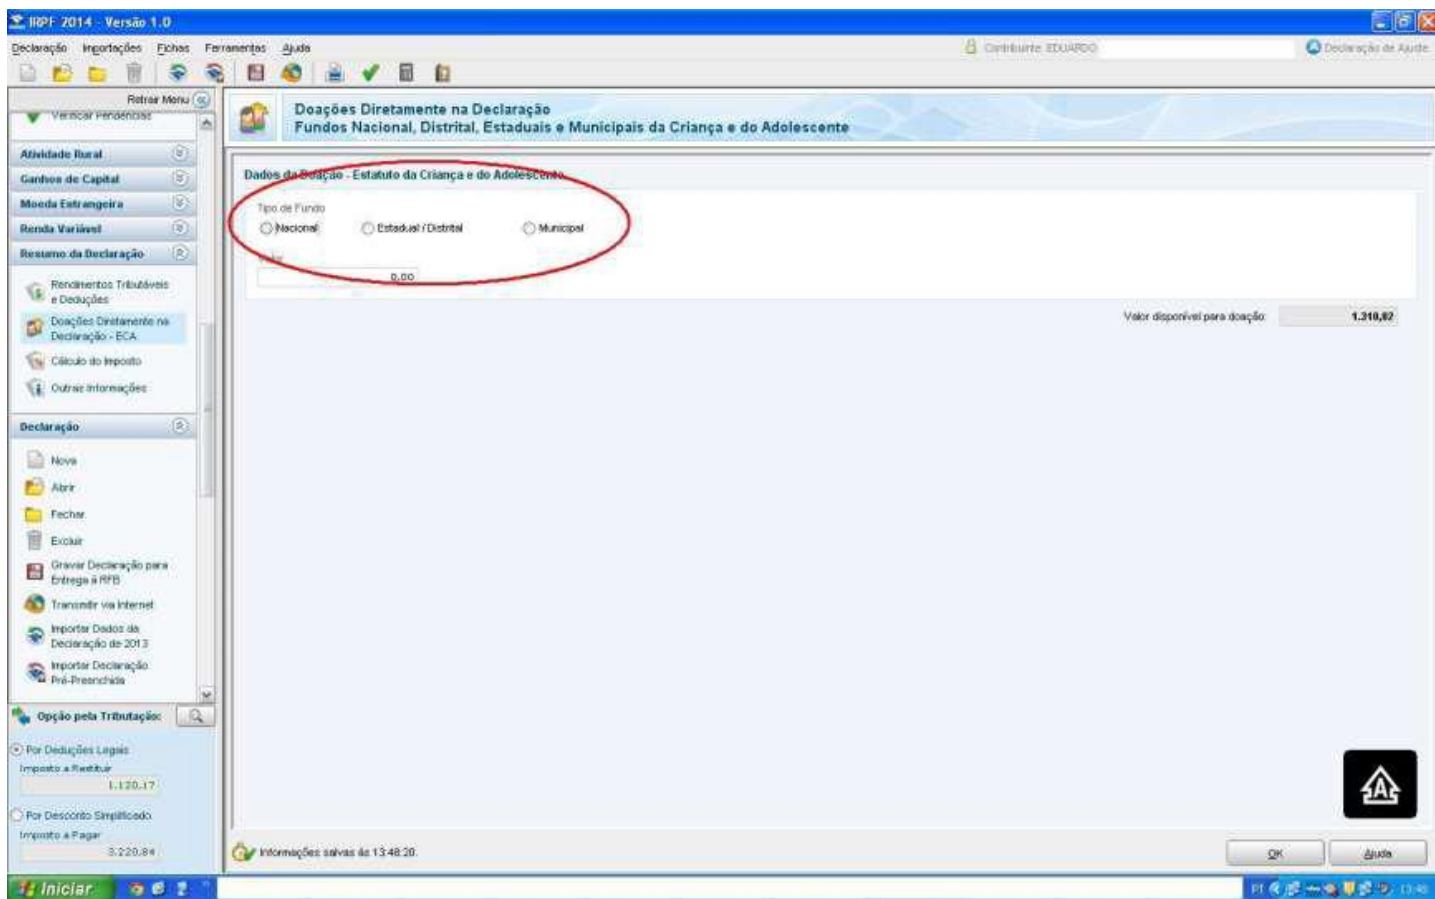 IRPF 2014 - Versão 1.0
Declaração Importações Fichas Ferramentas Ajuda
Contribuinte: EDUARDO
Declaração de Ajuste
Retrair Menu
Verificar Pendências
Atividade Rural
Ganhos de Capital
Moeda Estrangeira
Renda Variável
Resumo da Declaração
Rendimentos Tributáveis
e Deduções
Doações Diretamente na
Declaração - ECA
Cálculo do Imposto
Outras Informações
Declaração
Nova
Abrir
Fechar
Excluir
Gravar Declaração para
Entrega à RFB
Transmitir via Internet
Importar Dados da
Declaração de 2013
Importar Declaração
Pré-Preenchida
Opção pela Tributação:
Por Deduções Legais
Imposto a Restituir
1.120,17
Por Desconto Simplificado
Imposto a Pagar
3.220,84
Doações Diretamente na Declaração
Fundos Nacional, Distrital, Estaduais e Municipais da Criança e do Adolescente
Dados da Doação - Estatuto da Criança e do Adolescente
Tipo de Fundo
Nacional Estadual / Distrital Municipal
Valor
0,00
Valor disponível para doação: 1.310,02
A
Informações salvas às 13:48:20.
OK Ajuda
Iniciar
PT 13:48